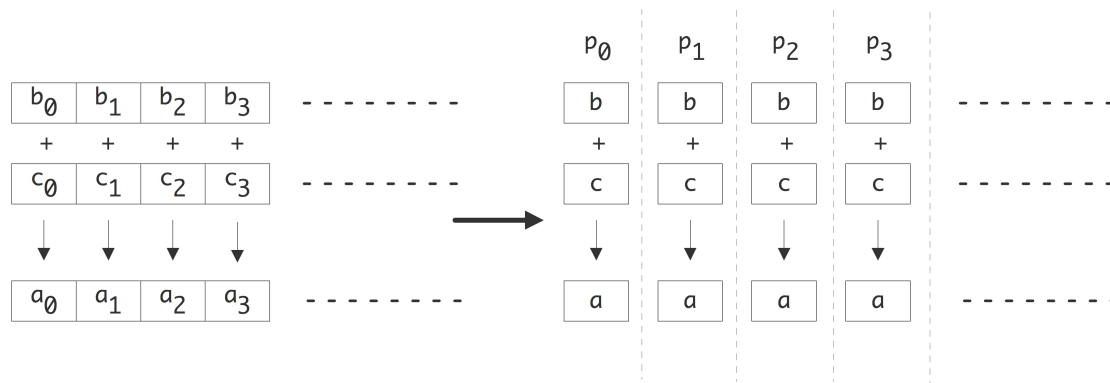 p0 p1 p2 p3
b0 b1 b2 b3 b b b b
+ + + + + + + +
c0 c1 c2 c3 c c c c
a0 a1 a2 a3 a a a a